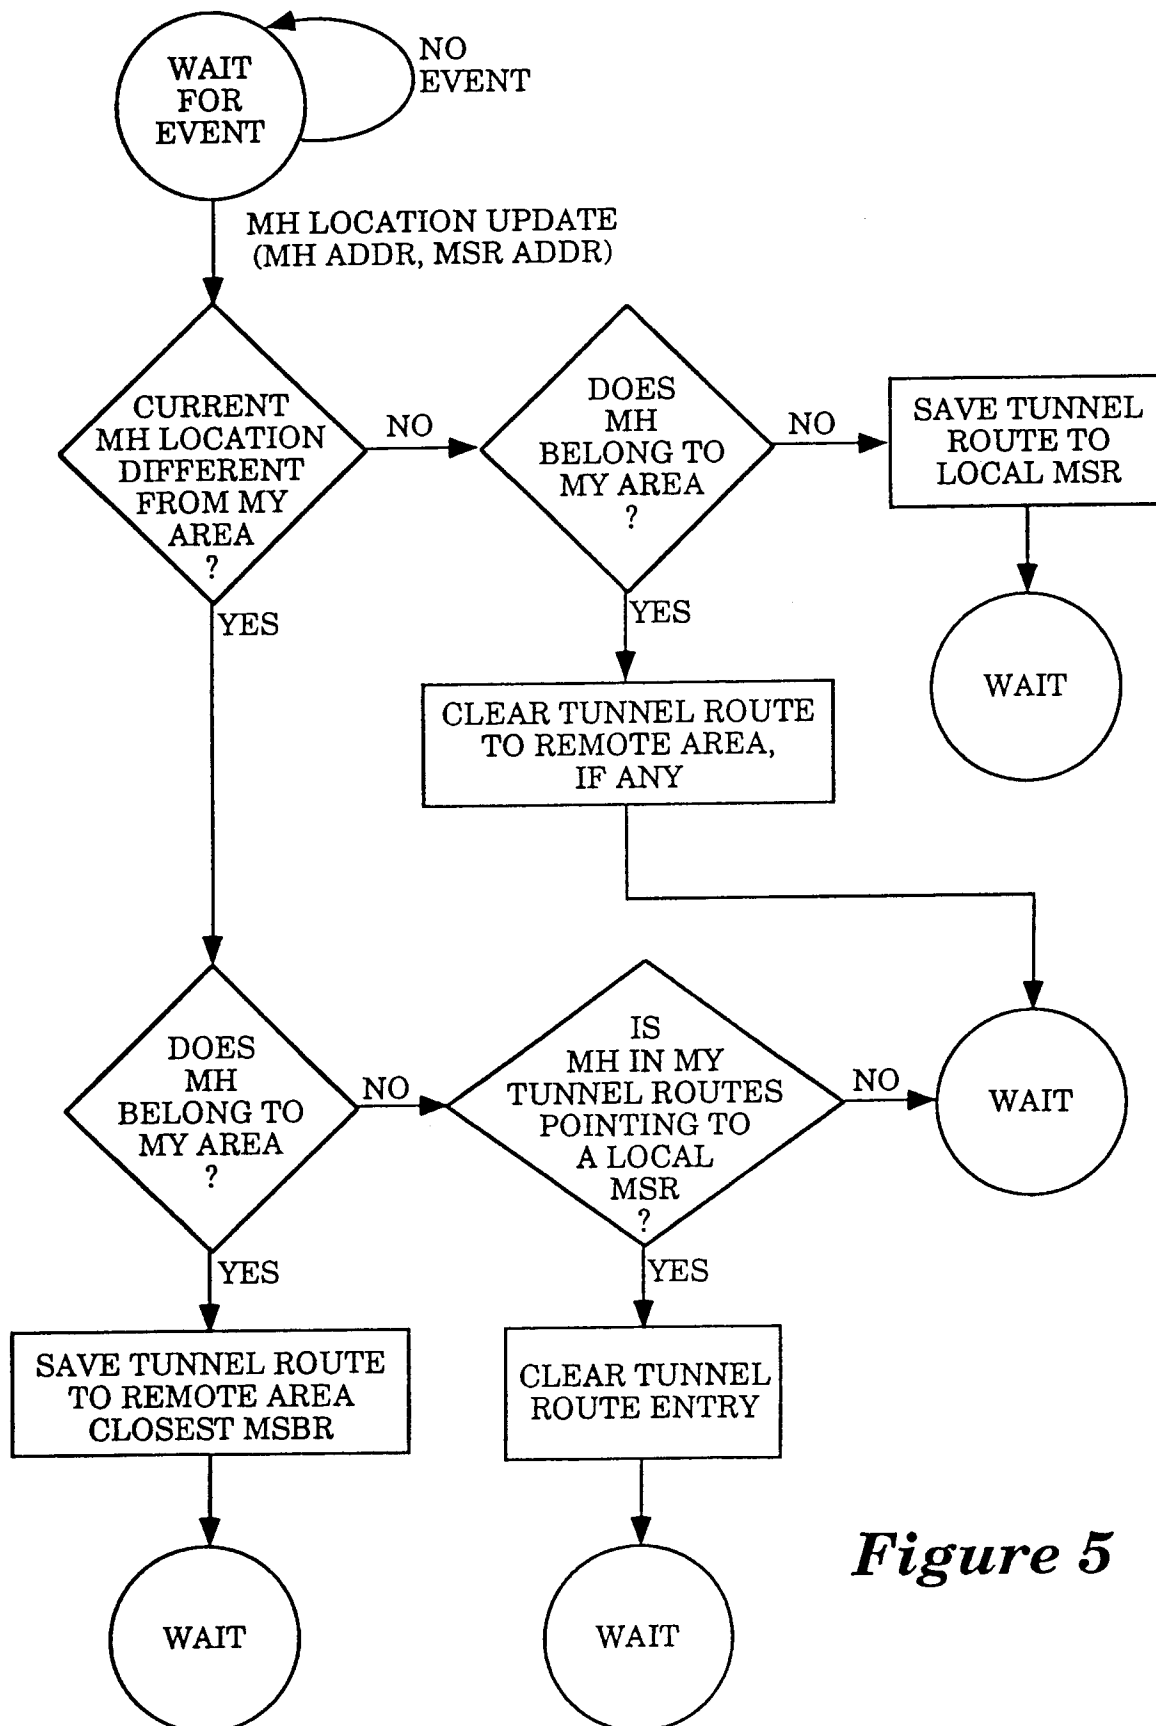 WAIT
FOR
EVENT
NO
EVENT
MH LOCATION UPDATE
(MH ADDR, MSR ADDR)
CURRENT
MH LOCATION
DIFFERENT
FROM MY
AREA
?
NO
DOES
MH
BELONG TO
MY AREA
?
NO
SAVE TUNNEL
ROUTE TO
LOCAL MSR
WAIT
YES
YES
CLEAR TUNNEL ROUTE
TO REMOTE AREA,
IF ANY
DOES
MH
BELONG TO
MY AREA
?
NO
IS
MH IN MY
TUNNEL ROUTES
POINTING TO
A LOCAL
MSR
?
NO
WAIT
YES
YES
SAVE TUNNEL ROUTE
TO REMOTE AREA
CLOSEST MSBR
CLEAR TUNNEL
ROUTE ENTRY
WAIT
WAIT
Figure 5